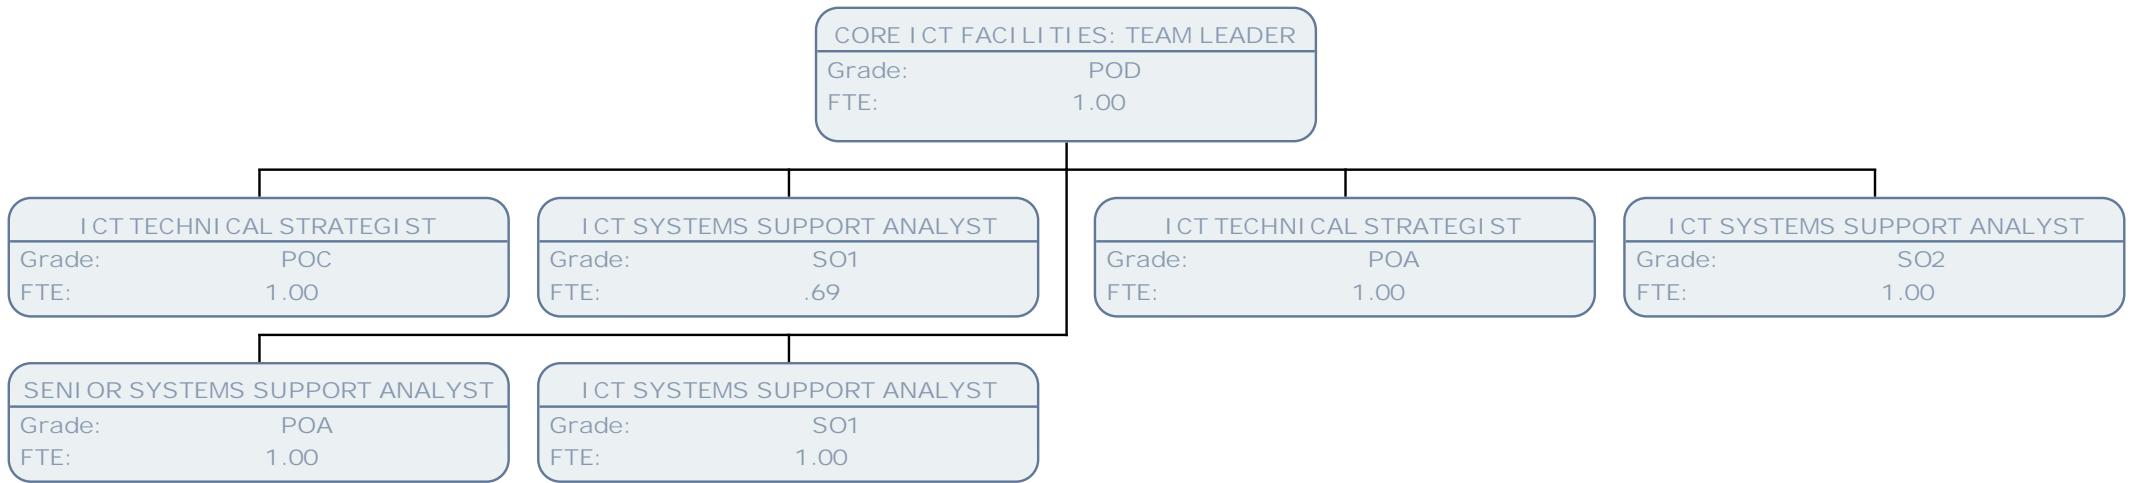 CORE ICT FACILITIES: TEAM LEADER
Grade: POD
FTE: 1.00
ICT TECHNICAL STRATEGIST
Grade: POC
FTE: 1.00
ICT SYSTEMS SUPPORT ANALYST
Grade: SO1
FTE: .69
ICT TECHNICAL STRATEGIST
Grade: POA
FTE: 1.00
ICT SYSTEMS SUPPORT ANALYST
Grade: SO2
FTE: 1.00
SENIOR SYSTEMS SUPPORT ANALYST
Grade: POA
FTE: 1.00
ICT SYSTEMS SUPPORT ANALYST
Grade: SO1
FTE: 1.00